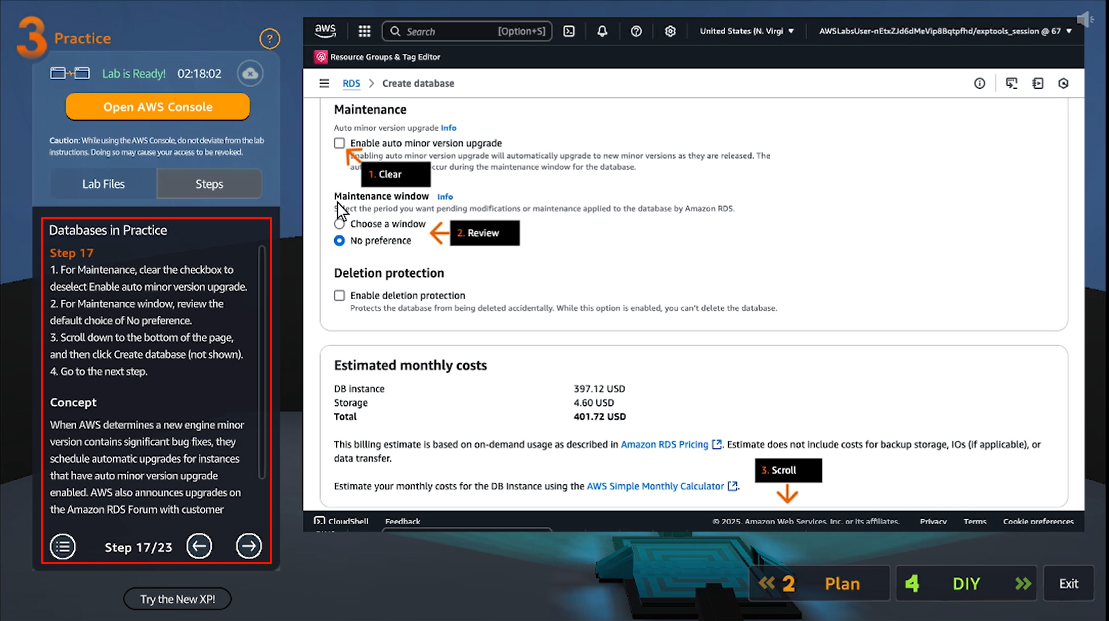 3 Practice
?
Lab is Ready! 02:18:02
Open AWS Console
Caution: While using the AWS Console, do not deviate from the lab
instructions. Doing so may cause your access to be revoked.
Lab Files
Steps
Databases in Practice
Step 17
1. For Maintenance, clear the checkbox to
deselect Enable auto minor version upgrade.
2. For Maintenance window, review the
default choice of No preference.
3. Scroll down to the bottom of the page,
and then click Create database (not shown).
4. Go to the next step.
Concept
When AWS determines a new engine minor
version contains significant bug fixes, they
schedule automatic upgrades for instances
that have auto minor version upgrade
enabled. AWS also announces upgrades on
the Amazon RDS Forum with customer
Step 17/23
Try the New XP!
aws
Search [Option+S]
United States (N. Virgi
AWSLabsUser-nEtxZJd6dMeVip8Bqtpfhd/exptools_session @ 67
Resource Groups & Tag Editor
RDS > Create database
Maintenance
Auto minor version upgrade Info
Enable auto minor version upgrade
Enabling auto minor version upgrade will automatically upgrade to new minor versions as they are released. The
occur during the maintenance window for the database.
1. Clear
Maintenance window Info
Select the period you want pending modifications or maintenance applied to the database by Amazon RDS.
Choose a window
2. Review
No preference
Deletion protection
Enable deletion protection
Protects the database from being deleted accidentally. While this option is enabled, you can't delete the database.
Estimated monthly costs
DB instance 397.12 USD
Storage 4.60 USD
Total 401.72 USD
This billing estimate is based on on-demand usage as described in Amazon RDS Pricing. Estimate does not include costs for backup storage, IOs (if applicable), or
data transfer.
3. Scroll
Estimate your monthly costs for the DB Instance using the AWS Simple Monthly Calculator.
CloudShell Feedback © 2025, Amazon Web Services, Inc. or its affiliates. Privacy Terms Cookie preferences
2 Plan
4 DIY
Exit